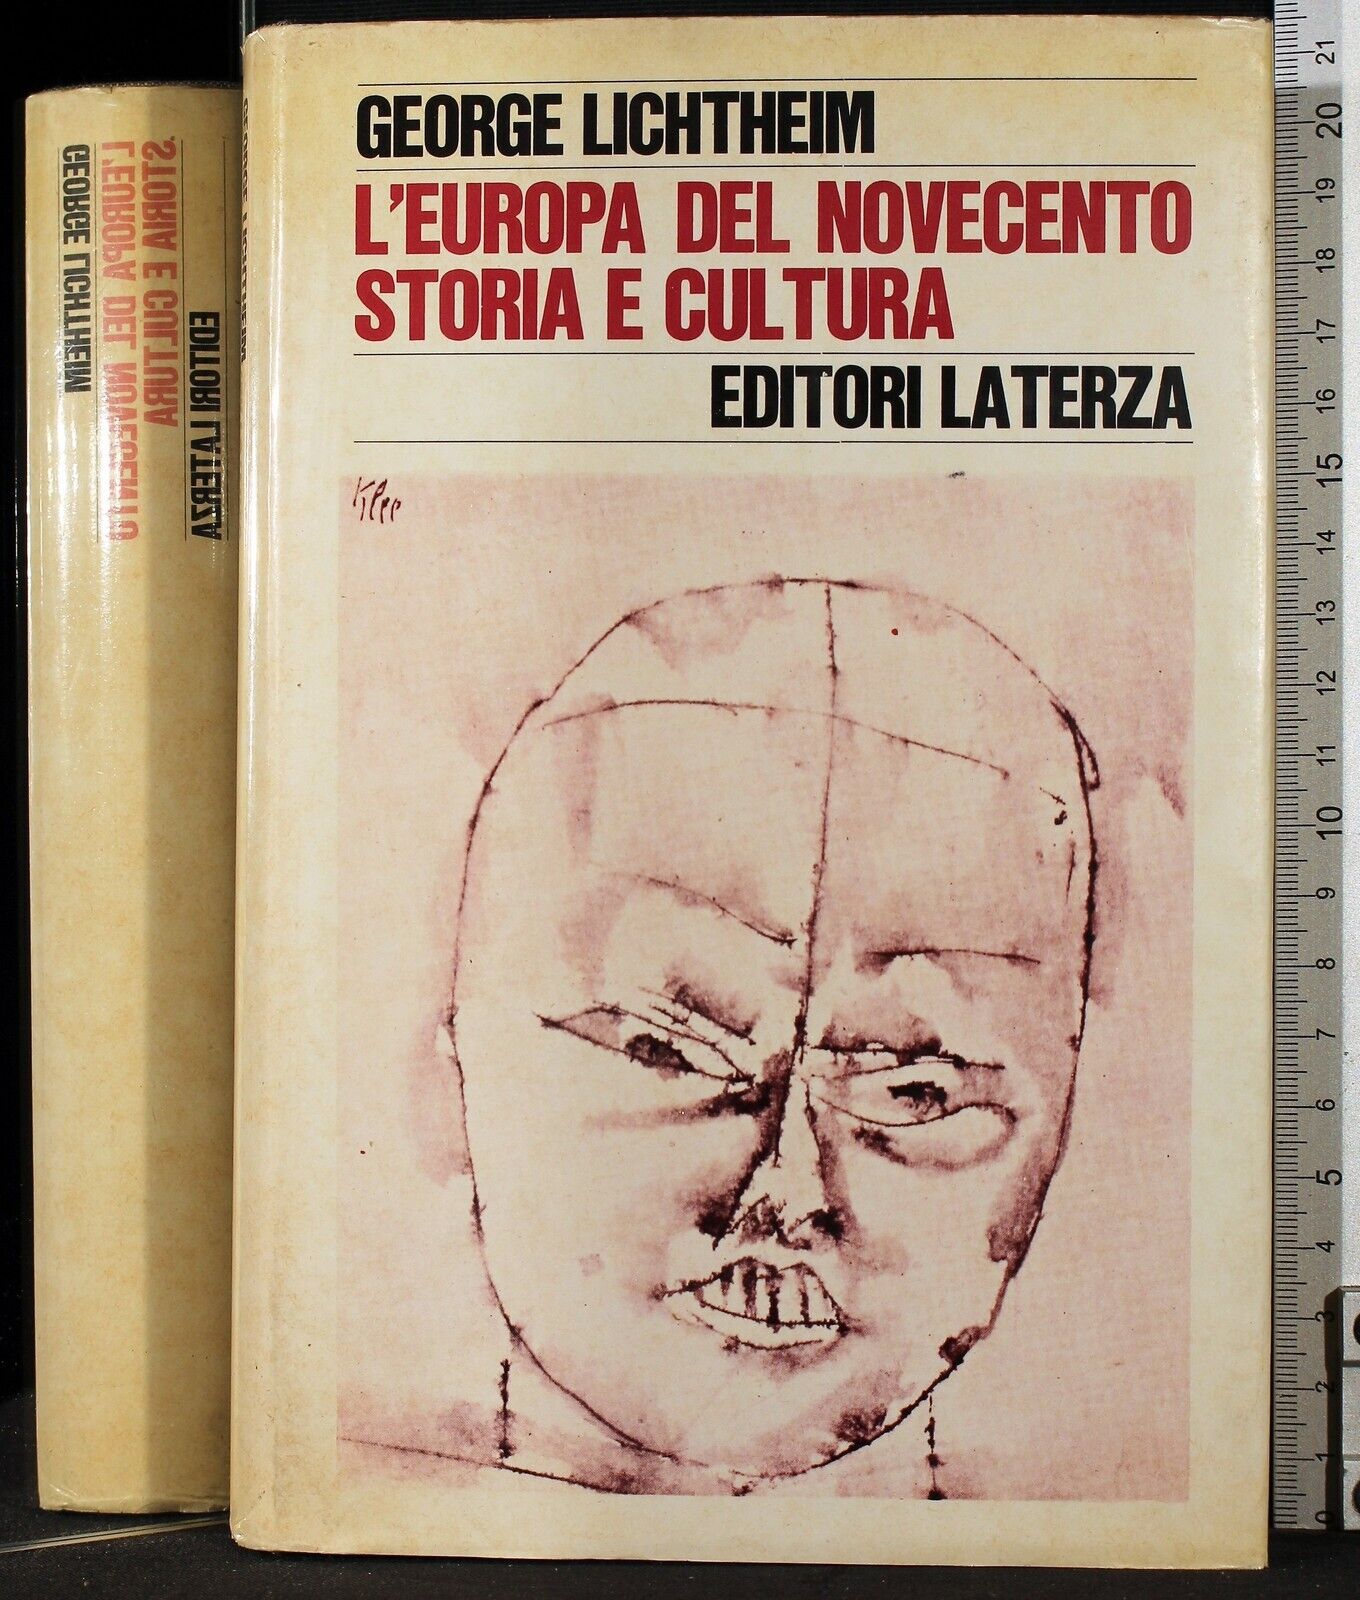 GEORGE LICHTHEIM
L'EUROPA DEL NOVECENTO
STORIA E CULTURA
EDITORI LATERZA
Klee
GEORGE LICHTHEIM
L'EUROPA DEL NOVECENTO
STORIA E CULTURA
EDITORI LATERZA
21
20
19
18
17
16
15
14
13
12
11
10
9
8
7
6
5
4
3
2
1
0